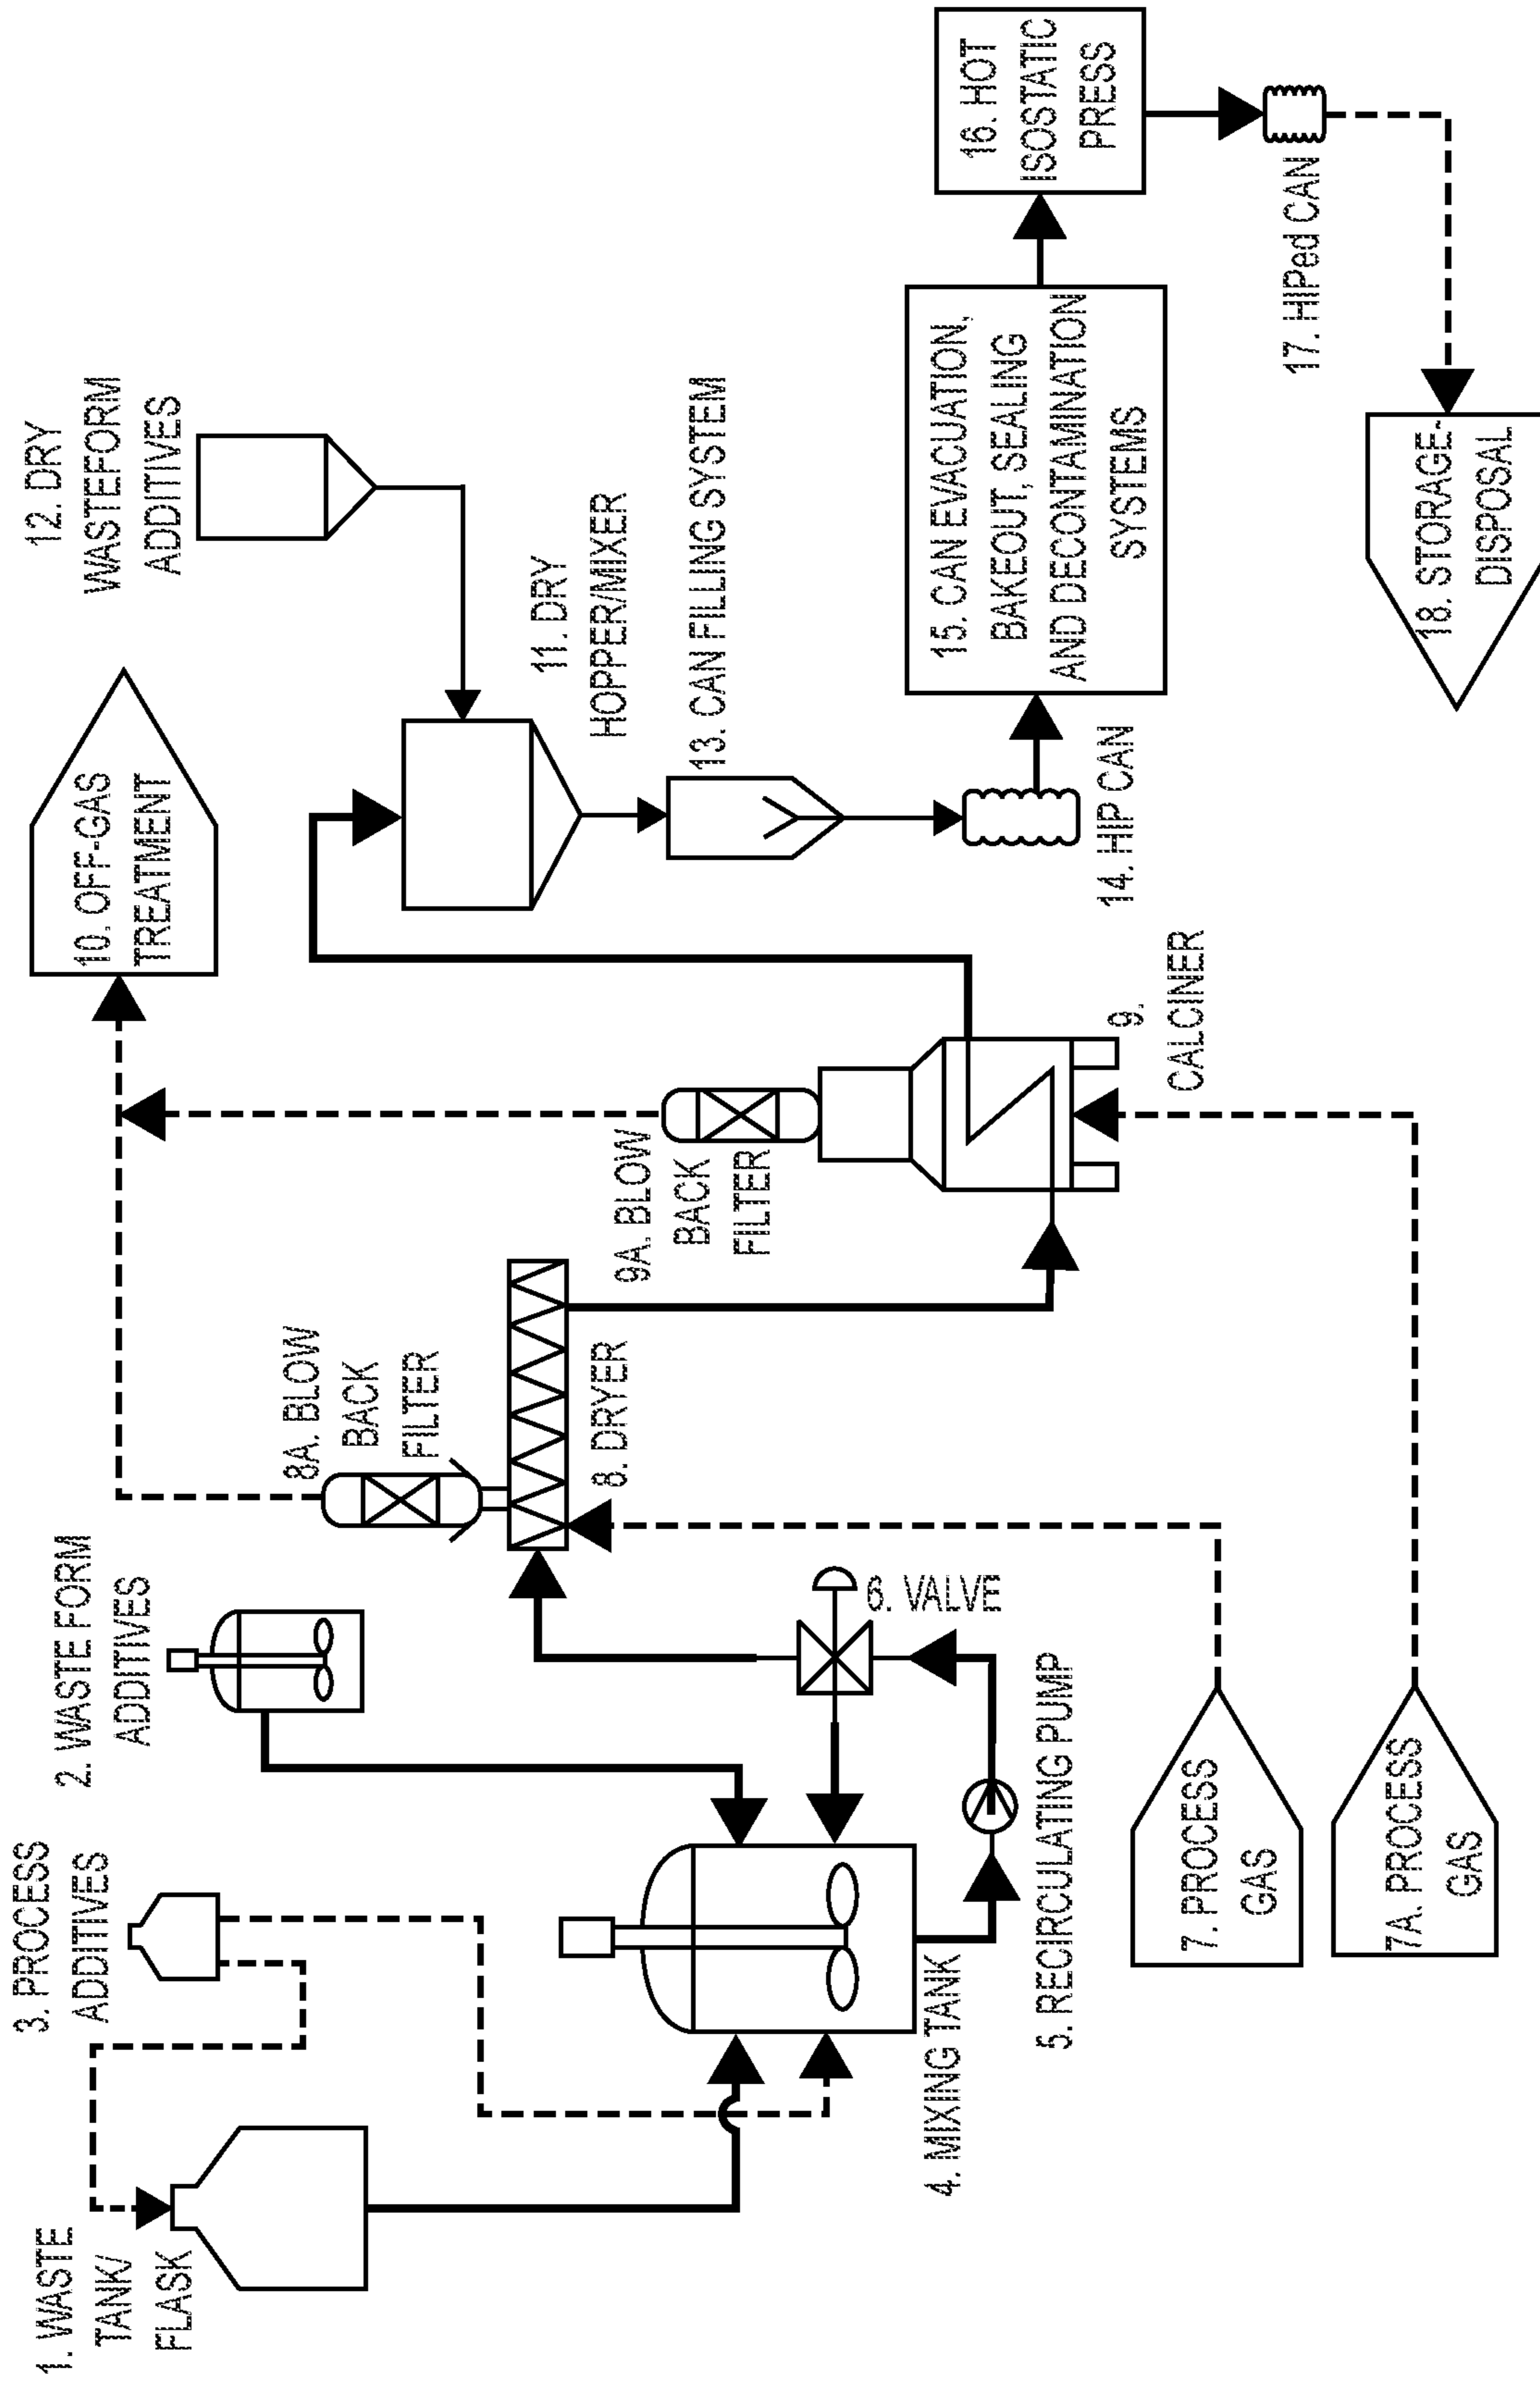 1. WASTE
TANK/
FLASK
3. PROCESS
ADDITIVES
2. WASTE FORM
ADDITIVES
4. MIXING TANK
5. RECIRCULATING PUMP
6. VALVE
7. PROCESS
GAS
7A. PROCESS
GAS
8A. BLOW
BACK
FILTER
8. DRYER
9A. BLOW
BACK
FILTER
9.
CALCINER
10. OFF-GAS
TREATMENT
12. DRY
WASTEFORM
ADDITIVES
11. DRY
HOPPER/MIXER
13. CAN FILLING SYSTEM
14. HIP CAN
15. CAN EVACUATION,
BAKEOUT, SEALING
AND DECONTAMINATION
SYSTEMS
16. HOT
ISOSTATIC
PRESS
17. HIPed CAN
18. STORAGE-
DISPOSAL